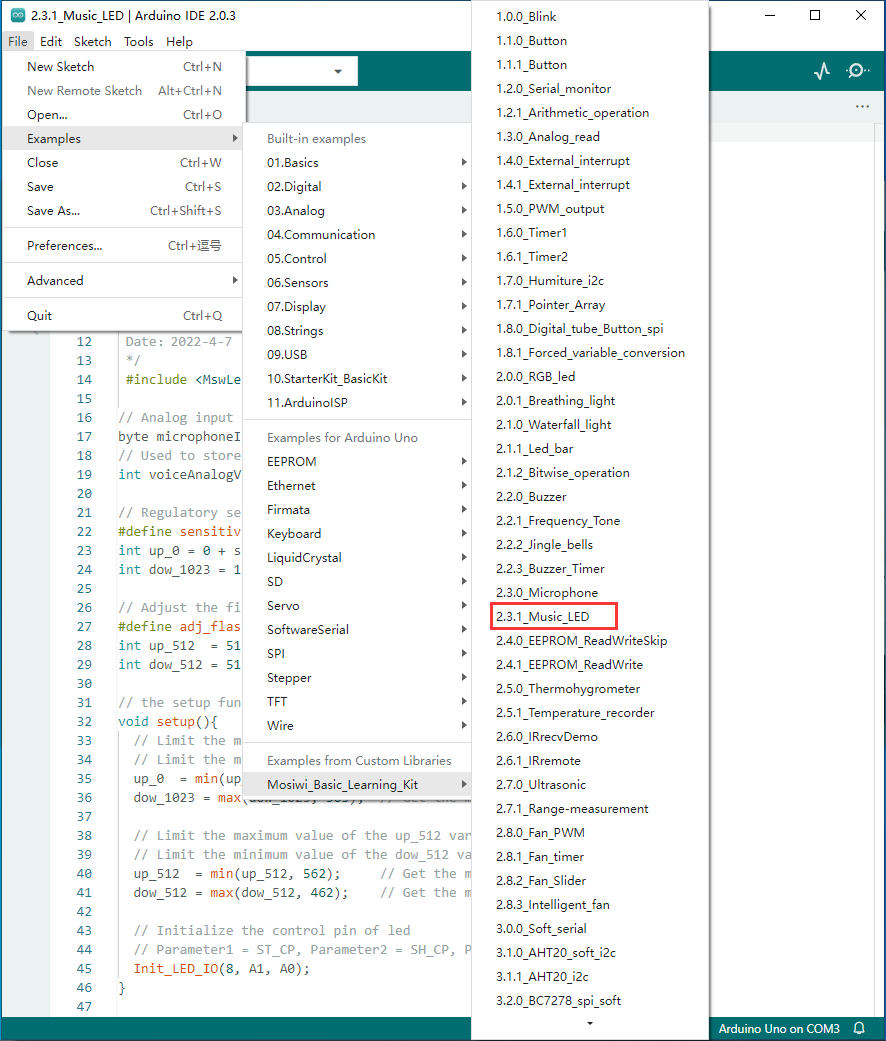 2.3.1_Music_LED | Arduino IDE 2.0.3
File Edit Sketch Tools Help
New Sketch Ctrl+N
New Remote Sketch Alt+Ctrl+N
Open... Ctrl+O
Examples
Close Ctrl+W
Save Ctrl+S
Save As... Ctrl+Shift+S
Preferences... Ctrl+逗号
Advanced
Quit Ctrl+Q
Built-in examples
01.Basics
02.Digital
03.Analog
04.Communication
05.Control
06.Sensors
07.Display
08.Strings
09.USB
10.StarterKit_BasicKit
11.ArduinoISP
Examples for Arduino Uno
EEPROM
Ethernet
Firmata
Keyboard
LiquidCrystal
SD
Servo
SoftwareSerial
SPI
Stepper
TFT
Wire
Examples from Custom Libraries
Mosiwi_Basic_Learning_Kit
1.0.0_Blink
1.1.0_Button
1.1.1_Button
1.2.0_Serial_monitor
1.2.1_Arithmetic_operation
1.3.0_Analog_read
1.4.0_External_interrupt
1.4.1_External_interrupt
1.5.0_PWM_output
1.6.0_Timer1
1.6.1_Timer2
1.7.0_Humiture_i2c
1.7.1_Pointer_Array
1.8.0_Digital_tube_Button_spi
1.8.1_Forced_variable_conversion
2.0.0_RGB_led
2.0.1_Breathing_light
2.1.0_Waterfall_light
2.1.1_Led_bar
2.1.2_Bitwise_operation
2.2.0_Buzzer
2.2.1_Frequency_Tone
2.2.2_Jingle_bells
2.2.3_Buzzer_Timer
2.3.0_Microphone
2.3.1_Music_LED
2.4.0_EEPROM_ReadWriteSkip
2.4.1_EEPROM_ReadWrite
2.5.0_Thermohygrometer
2.5.1_Temperature_recorder
2.6.0_IRrecvDemo
2.6.1_IRremote
2.7.0_Ultrasonic
2.7.1_Range-measurement
2.8.0_Fan_PWM
2.8.1_Fan_timer
2.8.2_Fan_Slider
2.8.3_Intelligent_fan
3.0.0_Soft_serial
3.1.0_AHT20_soft_i2c
3.1.1_AHT20_i2c
3.2.0_BC7278_spi_soft
12 Date: 2022-4-7
13 */
14 #include <MswLe
15
16 // Analog input
17 byte microphoneI
18 // Used to store
19 int voiceAnalogV
20
21 // Regulatory se
22 #define sensitiv
23 int up_0 = 0 + s
24 int dow_1023 = 1
25
26 // Adjust the fi
27 #define adj_flas
28 int up_512 = 51
29 int dow_512 = 51
30
31 // the setup fun
32 void setup(){
33 // Limit the m
34 // Limit the m
35 up_0 = min(up_
36 dow_1023 = max(
37
38 // Limit the maximum value of the up_512 var
39 // Limit the minimum value of the dow_512 va
40 up_512 = min(up_512, 562); // Get the m
41 dow_512 = max(dow_512, 462); // Get the m
42
43 // Initialize the control pin of led
44 // Parameter1 = ST_CP, Parameter2 = SH_CP, P
45 Init_LED_IO(8, A1, A0);
46 }
47
Arduino Uno on COM3